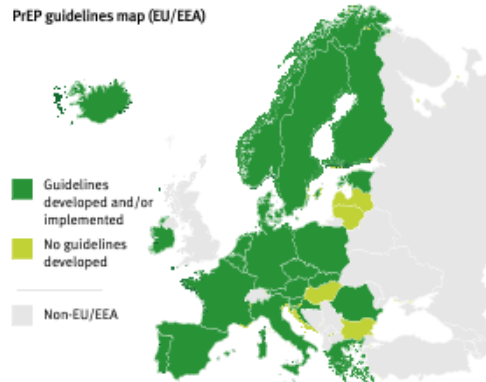 PrEP guidelines map (EU/EEA)
Guidelines
developed and/or
implemented
No guidelines
developed
Non-EU/EEA